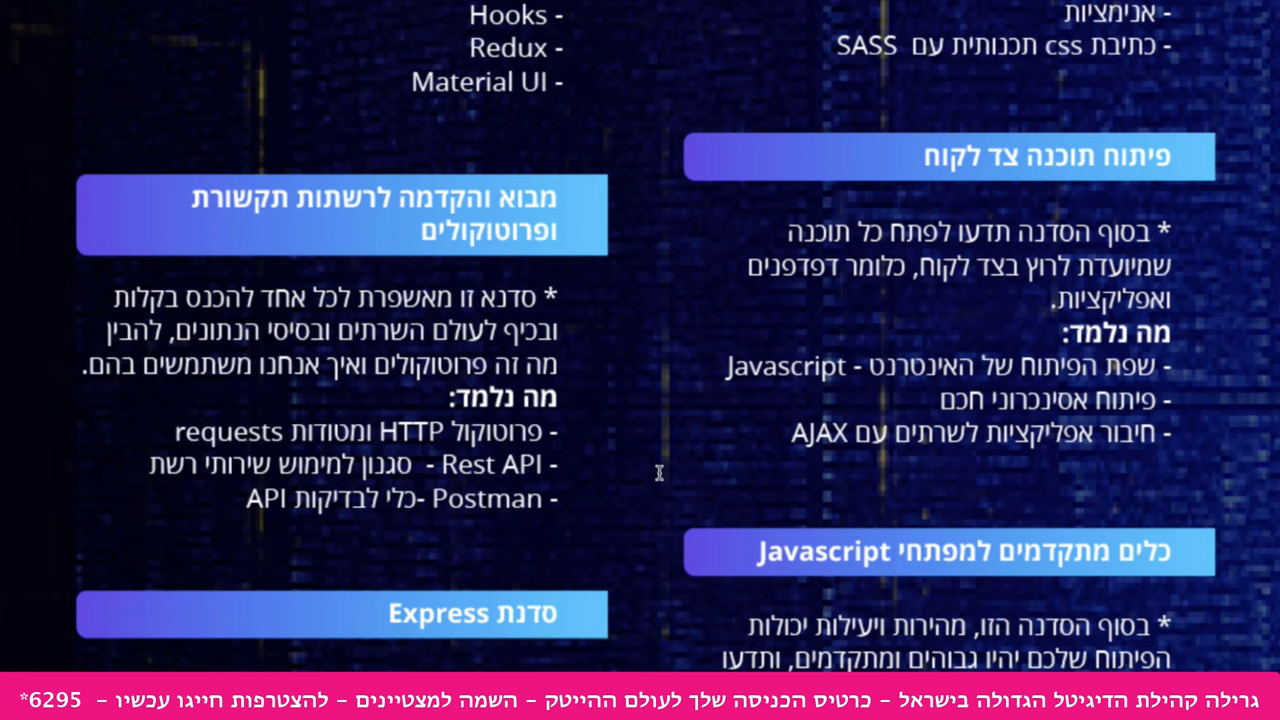 - אנימציות
- כתיבת css תכנותית עם SASS
פיתוח תוכנה צד לקוח
* בסוף הסדנה תדעו לפתח כל תוכנה
שמיועדת לרוץ בצד לקוח, כלומר דפדפנים
ואפליקציות.
מה נלמד:
- שפת הפיתוח של האינטרנט - Javascript
- פיתוח אסינכרוני חכם
- חיבור אפליקציות לשרתים עם AJAX
כלים מתקדמים למפתחי Javascript
* בסוף הסדנה הזו, מהירות ויעילות יכולות
הפיתוח שלכם יהיו גבוהים ומתקדמים, ותדעו
- Hooks
- Redux
- Material UI
מבוא והקדמה לרשתות תקשורת
ופרוטוקולים
* סדנא זו מאשפרת לכל אחד להכנס בקלות
ובכיף לעולם השרתים ובסיסי הנתונים, להבין
מה זה פרוטוקולים ואיך אנחנו משתמשים בהם.
מה נלמד:
- פרוטוקול HTTP ומטודות requests
- Rest API - סגנון למימוש שירותי רשת
- Postman -כלי לבדיקות API
סדנת Express
גרילה קהילת הדיגיטל הגדולה בישראל - כרטיס הכניסה שלך לעולם ההייטק - השמה למצטיינים - להצטרפות חייגו עכשיו - 6295*